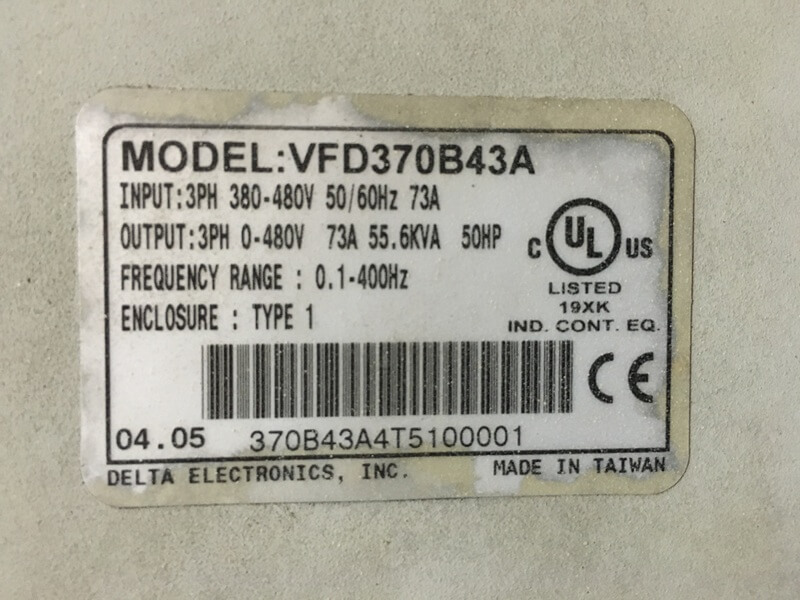 MODEL:VFD370B43A
INPUT:3PH 380-480V 50/60Hz 73A
OUTPUT:3PH 0-480V 73A 55.6KVA 50HP
FREQUENCY RANGE : 0.1-400Hz
ENCLOSURE : TYPE 1
C UL US
LISTED
19XK
IND. CONT. EQ.
CE
04.05 370B43A4T5100001
DELTA ELECTRONICS, INC. MADE IN TAIWAN